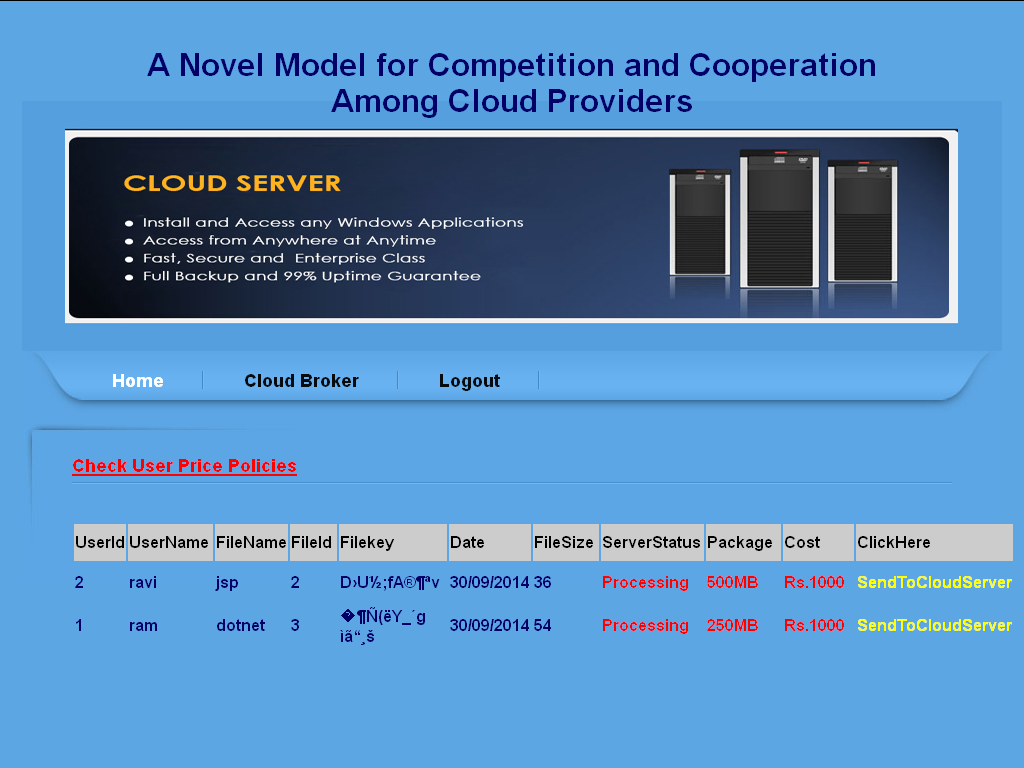 A Novel Model for Competition and Cooperation
Among Cloud Providers
CLOUD SERVER
• Install and Access any Windows Applications
• Access from Anywhere at Anytime
• Fast, Secure and Enterprise Class
• Full Backup and 99% Uptime Guarantee
Home Cloud Broker Logout
Check User Price Policies
UserId UserName FileName FileId Filekey Date FileSize ServerStatus Package Cost ClickHere
2 ravi jsp 2 D›U½;fA®¶ªv 30/09/2014 36 Processing 500MB Rs.1000 SendToCloudServer
1 ram dotnet 3 �¶Ñ(ëY_´g 30/09/2014 54 Processing 250MB Rs.1000 SendToCloudServer
ìã“¸š